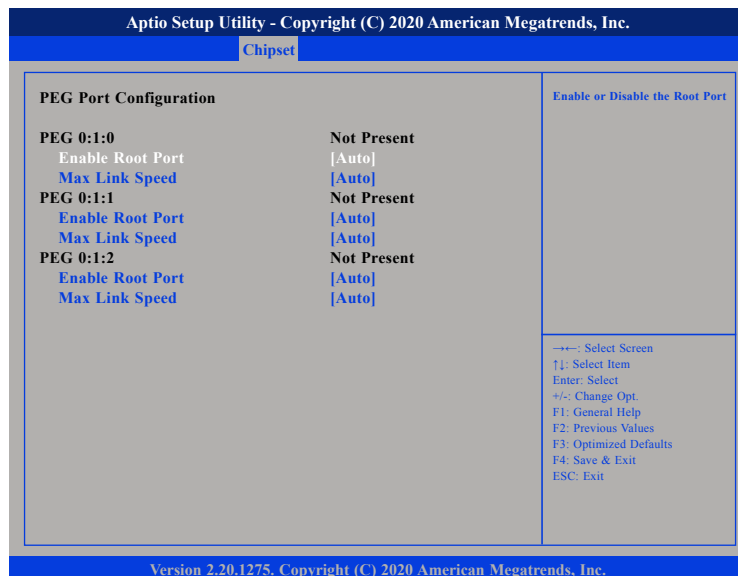 Aptio Setup Utility - Copyright (C) 2020 American Megatrends, Inc.
Chipset
PEG Port Configuration
PEG 0:1:0 Not Present
Enable Root Port [Auto]
Max Link Speed [Auto]
PEG 0:1:1 Not Present
Enable Root Port [Auto]
Max Link Speed [Auto]
PEG 0:1:2 Not Present
Enable Root Port [Auto]
Max Link Speed [Auto]
Enable or Disable the Root Port
→←: Select Screen
↑↓: Select Item
Enter: Select
+/-: Change Opt.
F1: General Help
F2: Previous Values
F3: Optimized Defaults
F4: Save & Exit
ESC: Exit
Version 2.20.1275. Copyright (C) 2020 American Megatrends, Inc.